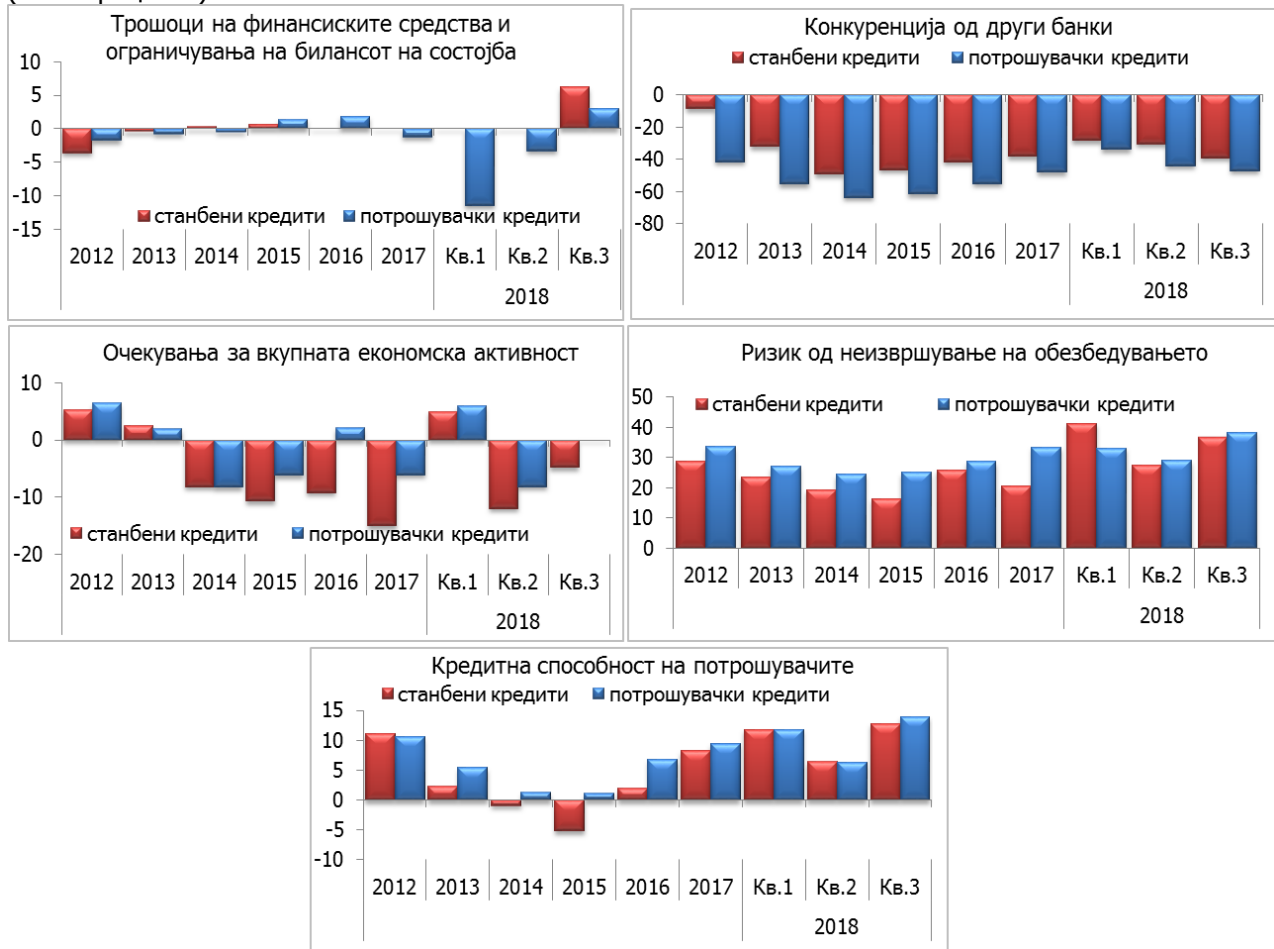 Трошоци на финансиските средства и
ограничувања на билансот на состојба
10
5
0
-5
-10
-15
станбени кредити потрошувачки кредити
2012 2013 2014 2015 2016 2017 Кв.1 Кв.2 Кв.3
2018
Конкуренција од други банки
станбени кредити потрошувачки кредити
0
-20
-40
-60
-80
2012 2013 2014 2015 2016 2017 Кв.1 Кв.2 Кв.3
2018
Очекувања за вкупната економска активност
10
0
-10
станбени кредити потрошувачки кредити
-20
2012 2013 2014 2015 2016 2017 Кв.1 Кв.2 Кв.3
2018
Ризик од неизвршување на обезбедувањето
50
станбени кредити потрошувачки кредити
40
30
20
10
0
2012 2013 2014 2015 2016 2017 Кв.1 Кв.2 Кв.3
2018
Кредитна способност на потрошувачите
станбени кредити потрошувачки кредити
15
10
5
0
-5
-10
2012 2013 2014 2015 2016 2017 Кв.1 Кв.2 Кв.3
2018